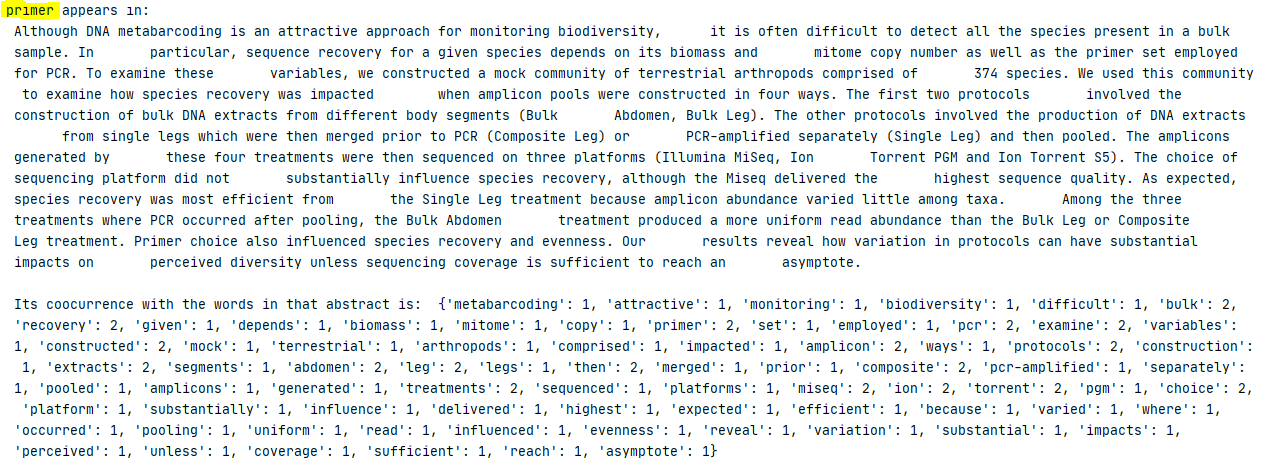 primer appears in:
Although DNA metabarcoding is an attractive approach for monitoring biodiversity,       it is often difficult to detect all the species present in a bulk
sample. In       particular, sequence recovery for a given species depends on its biomass and       mitome copy number as well as the primer set employed
for PCR. To examine these       variables, we constructed a mock community of terrestrial arthropods comprised of       374 species. We used this community
to examine how species recovery was impacted        when amplicon pools were constructed in four ways. The first two protocols       involved the
construction of bulk DNA extracts from different body segments (Bulk       Abdomen, Bulk Leg). The other protocols involved the production of DNA extracts
from single legs which were then merged prior to PCR (Composite Leg) or       PCR-amplified separately (Single Leg) and then pooled. The amplicons
generated by       these four treatments were then sequenced on three platforms (Illumina MiSeq, Ion       Torrent PGM and Ion Torrent S5). The choice of
sequencing platform did not       substantially influence species recovery, although the Miseq delivered the       highest sequence quality. As expected,
species recovery was most efficient from       the Single Leg treatment because amplicon abundance varied little among taxa.       Among the three
treatments where PCR occurred after pooling, the Bulk Abdomen       treatment produced a more uniform read abundance than the Bulk Leg or Composite
Leg treatment. Primer choice also influenced species recovery and evenness. Our       results reveal how variation in protocols can have substantial
impacts on       perceived diversity unless sequencing coverage is sufficient to reach an       asymptote.
Its coocurrence with the words in that abstract is:  {'metabarcoding': 1, 'attractive': 1, 'monitoring': 1, 'biodiversity': 1, 'difficult': 1, 'bulk': 2,
'recovery': 2, 'given': 1, 'depends': 1, 'biomass': 1, 'mitome': 1, 'copy': 1, 'primer': 2, 'set': 1, 'employed': 1, 'pcr': 2, 'examine': 2, 'variables':
1, 'constructed': 2, 'mock': 1, 'terrestrial': 1, 'arthropods': 1, 'comprised': 1, 'impacted': 1, 'amplicon': 2, 'ways': 1, 'protocols': 2, 'construction':
1, 'extracts': 2, 'segments': 1, 'abdomen': 2, 'leg': 2, 'legs': 1, 'then': 2, 'merged': 1, 'prior': 1, 'composite': 2, 'pcr-amplified': 1, 'separately':
1, 'pooled': 1, 'amplicons': 1, 'generated': 1, 'treatments': 2, 'sequenced': 1, 'platforms': 1, 'miseq': 2, 'ion': 2, 'torrent': 2, 'pgm': 1, 'choice': 2,
'platform': 1, 'substantially': 1, 'influence': 1, 'delivered': 1, 'highest': 1, 'expected': 1, 'efficient': 1, 'because': 1, 'varied': 1, 'where': 1,
'occurred': 1, 'pooling': 1, 'uniform': 1, 'read': 1, 'influenced': 1, 'evenness': 1, 'reveal': 1, 'variation': 1, 'substantial': 1, 'impacts': 1,
'perceived': 1, 'unless': 1, 'coverage': 1, 'sufficient': 1, 'reach': 1, 'asymptote': 1}